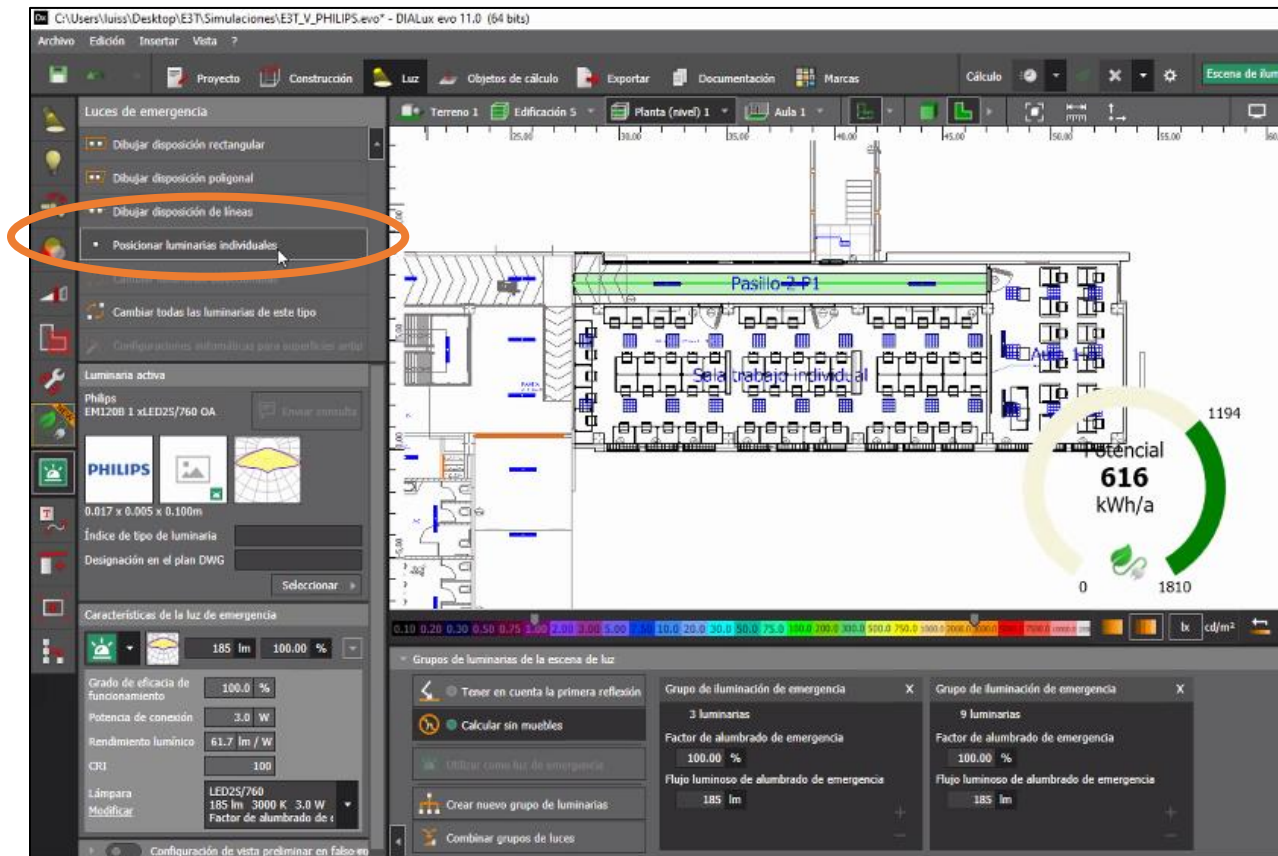 C:\Users\luiss\Desktop\E3T\Simulaciones\E3T_V_PHILIPS.evo* - DIALux evo 11.0 (64 bits)
Archivo Edición Insertar Vista ?
Proyecto Construcción Luz Objetos de cálculo Exportar Documentación Marcas Cálculo
Luces de emergencia
Terreno 1 Edificación 5 Planta (nivel) 1 Aula 1
Dibujar disposición rectangular
Dibujar disposición poligonal
Dibujar disposición de líneas
Posicionar luminarias individuales
Cambiar todas las luminarias de este tipo
Luminaria activa
Philips
EM120B 1 xLED2S/760 OA
Enviar consulta
PHILIPS
0.017 x 0.005 x 0.100m
Índice de tipo de luminaria
Designación en el plan DWG
Seleccionar
Características de la luz de emergencia
185 lm 100.00 %
Grado de eficacia de
funcionamiento
100.0 %
Potencia de conexión 3.0 W
Rendimiento lumínico 61.7 lm / W
CRI 100
Lámpara
Modificar
LED2S/760
185 lm 3000 K 3.0 W
Factor de alumbrado de
25.00 30.00 35.00 40.00 45.00 50.00 55.00
Pasillo 2 P1
Sala trabajo individual
Aula 1
1194
Potencial
616
kWh/a
0 1810
0.10 0.20 0.30 0.50 0.75 1.00 2.00 3.00 5.00 7.50 10.0 20.0 30.0 50.0 75.0 100.0 200.0 300.0 500.0 750.0
lx cd/m²
Grupos de luminarias de la escena de luz
Tener en cuenta la primera reflexión
Calcular sin muebles
Utilizar como luz de emergencia
Crear nuevo grupo de luminarias
Combinar grupos de luces
Grupo de iluminación de emergencia X
3 luminarias
Factor de alumbrado de emergencia
100.00 %
Flujo luminoso de alumbrado de emergencia
185 lm
Grupo de iluminación de emergencia X
9 luminarias
Factor de alumbrado de emergencia
100.00 %
Flujo luminoso de alumbrado de emergencia
185 lm